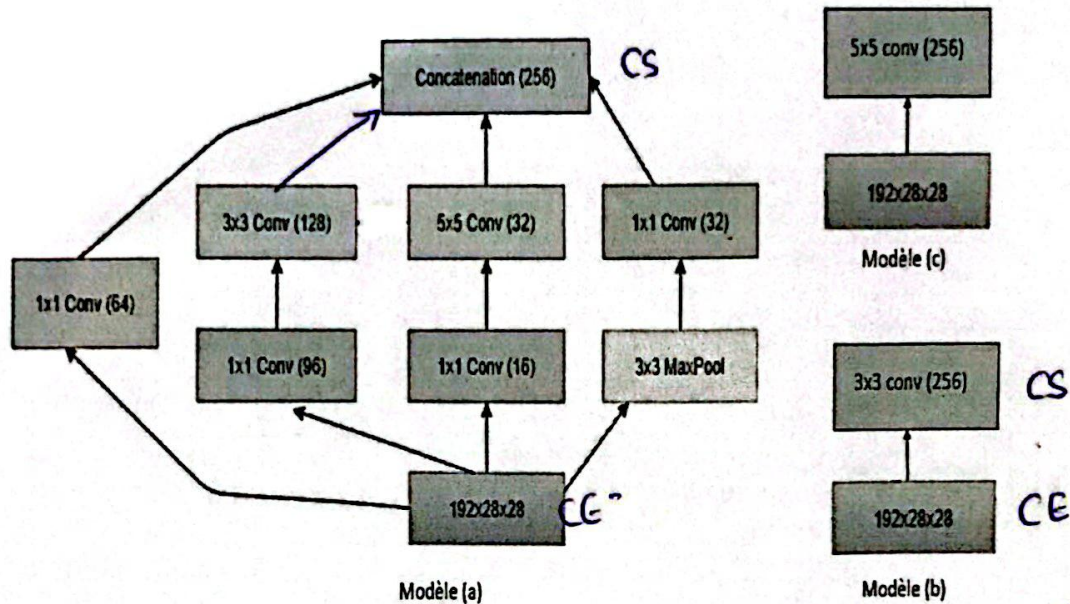 Concatenation (256)
CS
3x3 Conv (128)
5x5 Conv (32)
1x1 Conv (32)
1x1 Conv (64)
1x1 Conv (96)
1x1 Conv (16)
3x3 MaxPool
192x28x28
CE
Modèle (a)
5x5 conv (256)
192x28x28
Modèle (c)
3x3 conv (256)
CS
192x28x28
CE
Modèle (b)